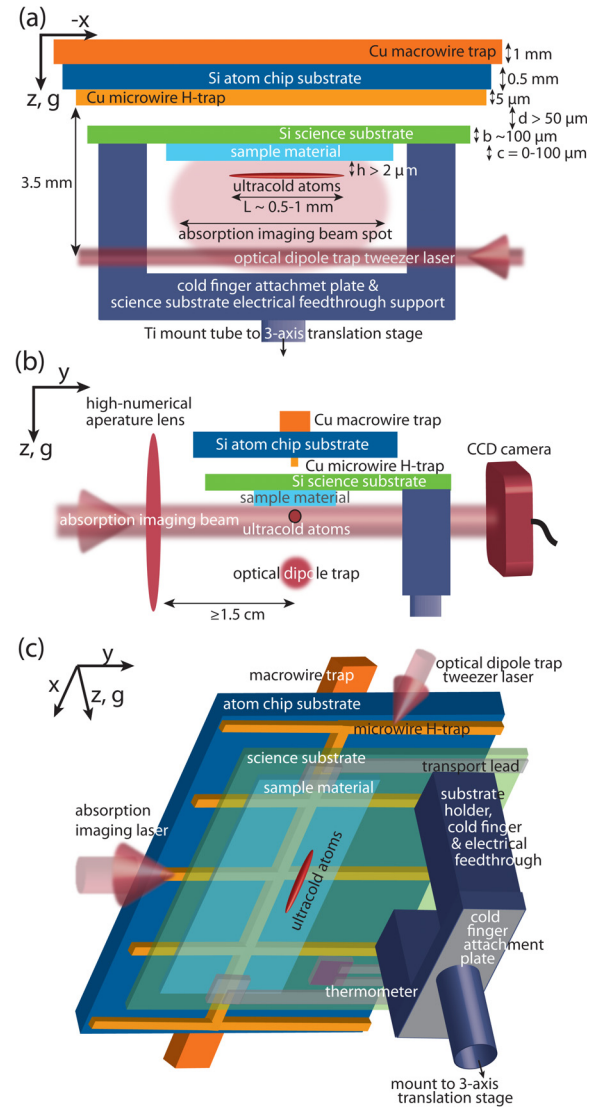 (a)
-x
z, g
Cu macrowire trap
1 mm
Si atom chip substrate
0.5 mm
Cu microwire H-trap
5 μm
d > 50 μm
Si science substrate
b ~100 μm
sample material
c = 0-100 μm
h > 2 μm
3.5 mm
ultracold atoms
L ~ 0.5-1 mm
absorption imaging beam spot
optical dipole trap tweezer laser
cold finger attachmet plate &
science substrate electrical feedthrough support
Ti mount tube to 3-axis translation stage
(b)
y
z, g
high-numerical
aperature lens
Cu macrowire trap
Si atom chip substrate
CCD camera
Cu microwire H-trap
Si science substrate
sample material
absorption imaging beam
ultracold atoms
optical dipole trap
≥1.5 cm
(c)
y
x
z, g
optical dipole trap
tweezer laser
macrowire trap
atom chip substrate
microwire H-trap
science substrate
transport lead
sample material
substrate
holder,
cold finger
& electrical
feedthrough
absorption
imaging laser
ultracold atoms
cold
finger
attachment
plate
thermometer
mount to 3-axis
translation stage